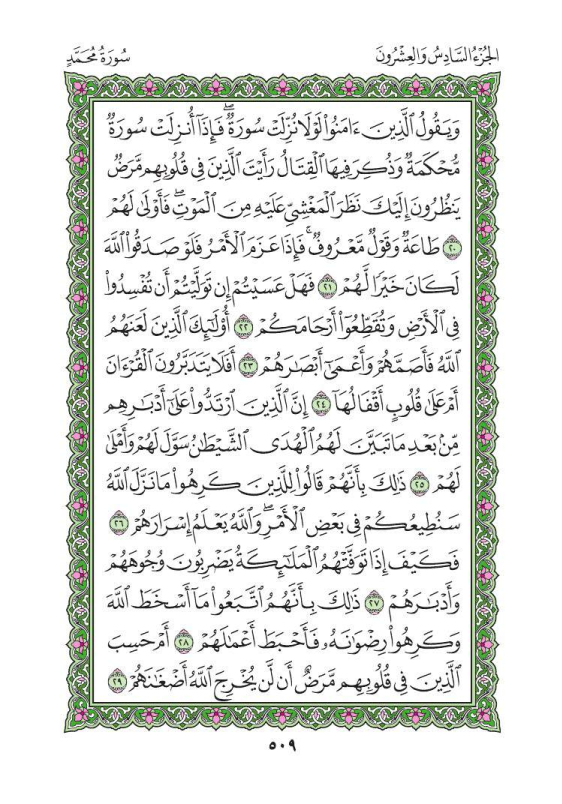 الجُزْءُ السَّادِسُ وَالعِشْرُونَ
سُورَةُ مُحَمَّدٍ
وَيَقُولُ ٱلَّذِينَ ءَامَنُواْ لَوۡلَا نُزِّلَتۡ سُورَةٞۖ فَإِذَآ أُنزِلَتۡ سُورَةٞ
مُّحۡكَمَةٞ وَذُكِرَ فِيهَا ٱلۡقِتَالُ رَأَيۡتَ ٱلَّذِينَ فِي قُلُوبِهِم مَّرَضٞ
يَنظُرُونَ إِلَيۡكَ نَظَرَ ٱلۡمَغۡشِيِّ عَلَيۡهِ مِنَ ٱلۡمَوۡتِۖ فَأَوۡلَىٰ لَهُمۡ
٢٠ طَاعَةٞ وَقَوۡلٞ مَّعۡرُوفٞۚ فَإِذَا عَزَمَ ٱلۡأَمۡرُ فَلَوۡ صَدَقُواْ ٱللَّهَ
لَكَانَ خَيۡرٗا لَّهُمۡ ٢١ فَهَلۡ عَسَيۡتُمۡ إِن تَوَلَّيۡتُمۡ أَن تُفۡسِدُواْ
فِي ٱلۡأَرۡضِ وَتُقَطِّعُوٓاْ أَرۡحَامَكُمۡ ٢٢ أُوْلَٰٓئِكَ ٱلَّذِينَ لَعَنَهُمُ
ٱللَّهُ فَأَصَمَّهُمۡ وَأَعۡمَىٰٓ أَبۡصَٰرَهُمۡ ٢٣ أَفَلَا يَتَدَبَّرُونَ ٱلۡقُرۡءَانَ
أَمۡ عَلَىٰ قُلُوبٍ أَقۡفَالُهَآ ٢٤ إِنَّ ٱلَّذِينَ ٱرۡتَدُّواْ عَلَىٰٓ أَدۡبَٰرِهِم
مِّنۢ بَعۡدِ مَا تَبَيَّنَ لَهُمُ ٱلۡهُدَى ٱلشَّيۡطَٰنُ سَوَّلَ لَهُمۡ وَأَمۡلَىٰ
لَهُمۡ ٢٥ ذَٰلِكَ بِأَنَّهُمۡ قَالُواْ لِلَّذِينَ كَرِهُواْ مَا نَزَّلَ ٱللَّهُ
سَنُطِيعُكُمۡ فِي بَعۡضِ ٱلۡأَمۡرِۖ وَٱللَّهُ يَعۡلَمُ إِسۡرَارَهُمۡ ٢٦
فَكَيۡفَ إِذَا تَوَفَّتۡهُمُ ٱلۡمَلَٰٓئِكَةُ يَضۡرِبُونَ وُجُوهَهُمۡ
وَأَدۡبَٰرَهُمۡ ٢٧ ذَٰلِكَ بِأَنَّهُمُ ٱتَّبَعُواْ مَآ أَسۡخَطَ ٱللَّهَ
وَكَرِهُواْ رِضۡوَٰنَهُۥ فَأَحۡبَطَ أَعۡمَٰلَهُمۡ ٢٨ أَمۡ حَسِبَ
ٱلَّذِينَ فِي قُلُوبِهِم مَّرَضٌ أَن لَّن يُخۡرِجَ ٱللَّهُ أَضۡغَٰنَهُمۡ ٢٩
٥٠٩